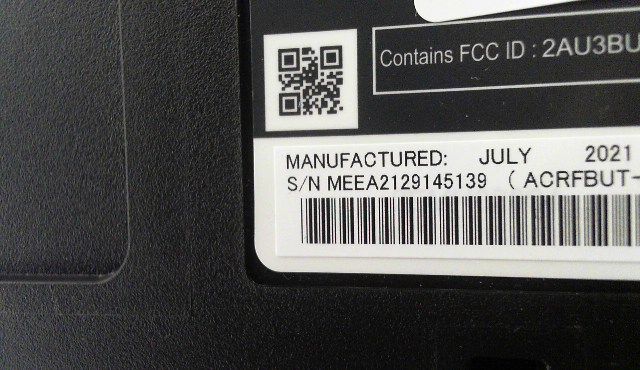 Contains FCC ID : 2AU3BU
MANUFACTURED: JULY 2021
S/N MEEA2129145139 ( ACRFBUT-